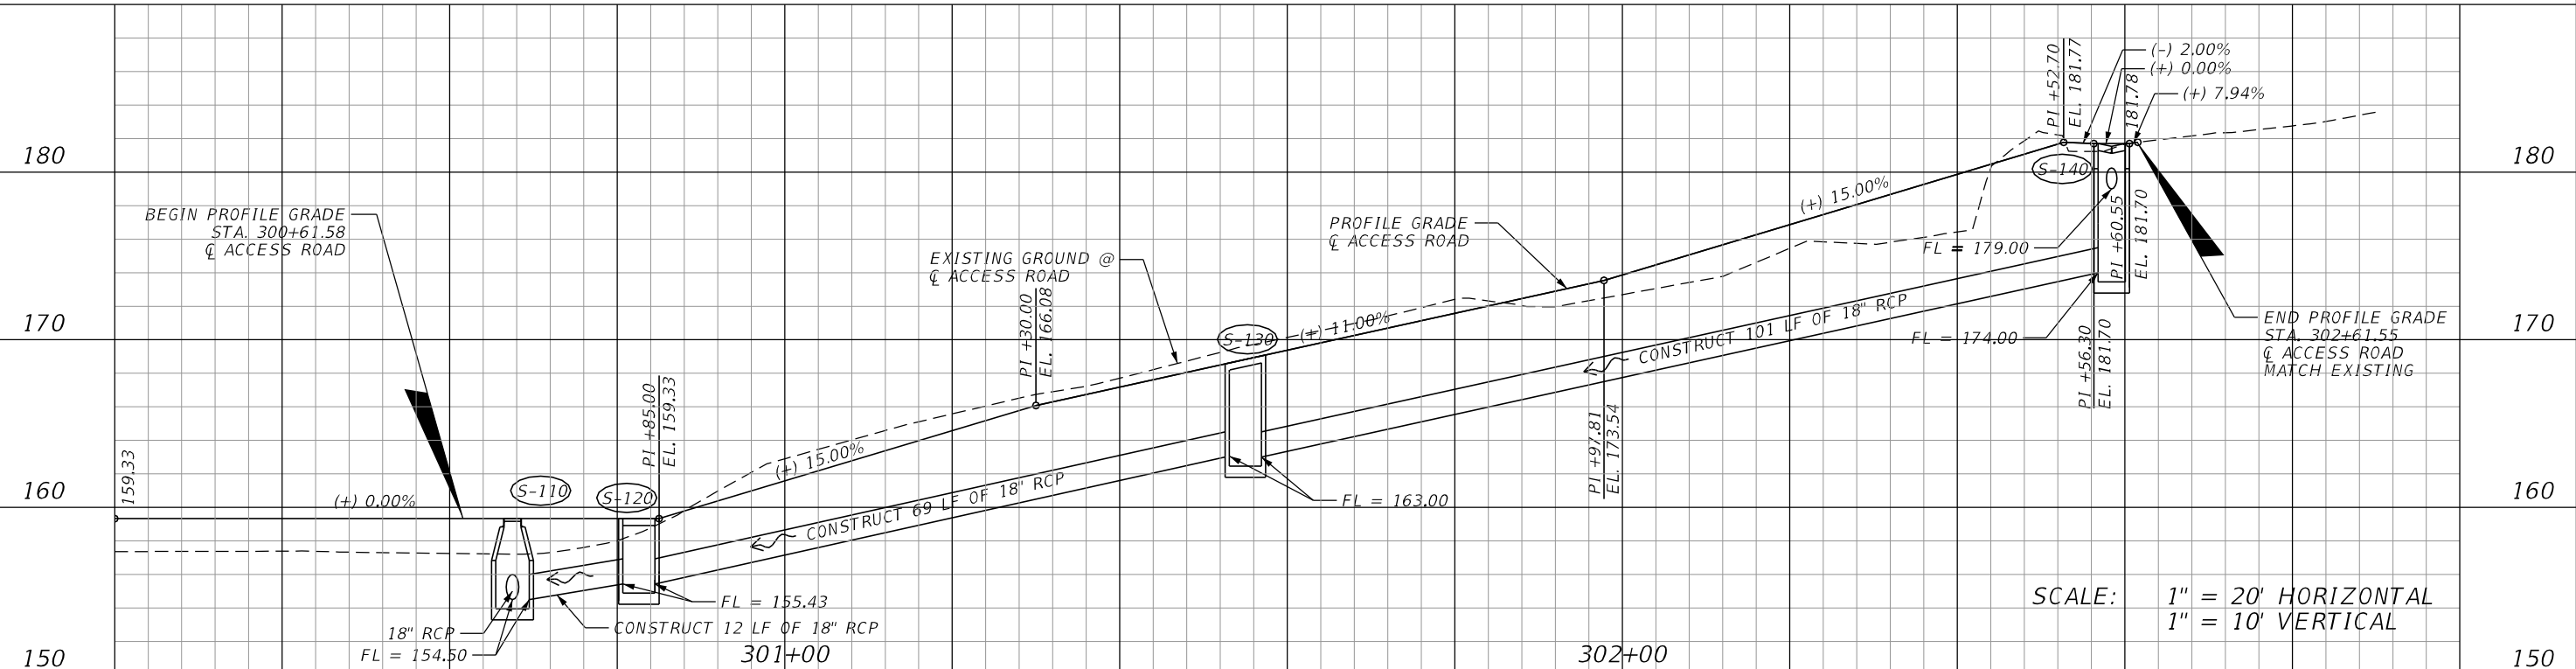 PI +52.70
EL. 181.77
(-) 2.00%
(+) 0.00%
181.78
(+) 7.94%
180
180
S-140
BEGIN PROFILE GRADE
STA. 300+61.58
℄ ACCESS ROAD
PROFILE GRADE
℄ ACCESS ROAD
(+) 15.00%
EXISTING GROUND @
℄ ACCESS ROAD
FL = 179.00
PI +60.55
EL. 181.70
170
170
PI +30.00
EL. 166.08
S-130
(+) 11.00%
CONSTRUCT 101 LF OF 18" RCP
FL = 174.00
END PROFILE GRADE
STA. 302+61.55
℄ ACCESS ROAD
MATCH EXISTING
PI +56.30
EL. 181.70
PI +85.00
EL. 159.33
PI +97.81
EL. 173.54
160
160
159.33
(+) 0.00%
S-110
S-120
(+) 15.00%
CONSTRUCT 69 LF OF 18" RCP
FL = 163.00
FL = 155.43
18" RCP
CONSTRUCT 12 LF OF 18" RCP
FL = 154.50
SCALE: 1" = 20' HORIZONTAL
1" = 10' VERTICAL
150
301+00
302+00
150